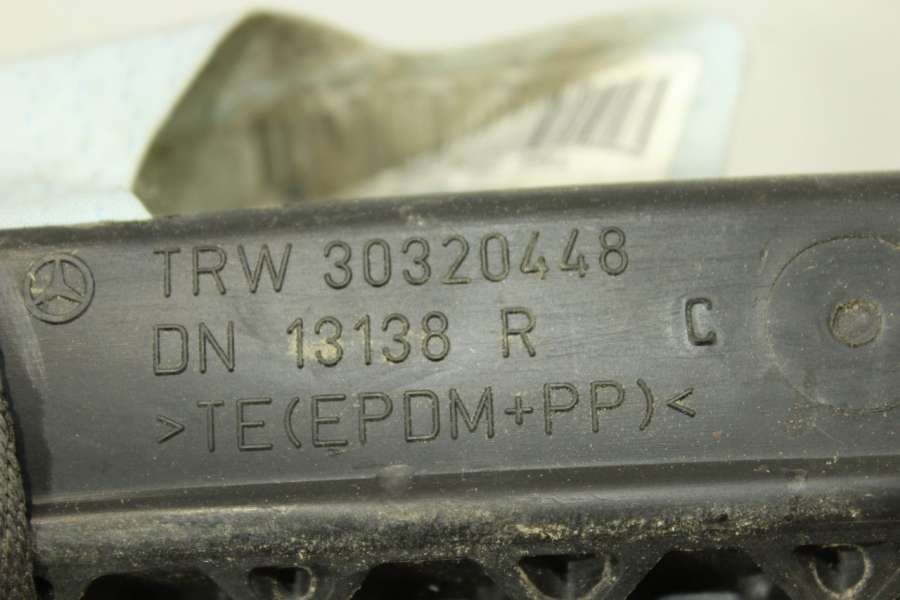 TRW 30320448
DN 13138 R C
>TE(EPDM+PP)<